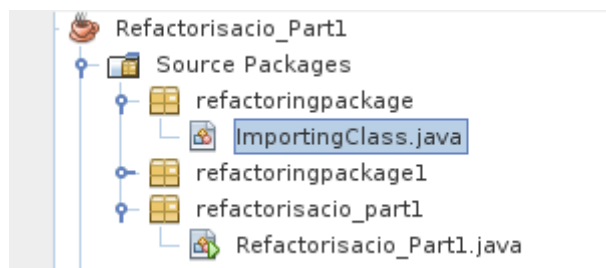 Refactorisacio_Part1
Source Packages
refactoringpackage
ImportingClass.java
refactoringpackage1
refactorisacio_part1
Refactorisacio_Part1.java